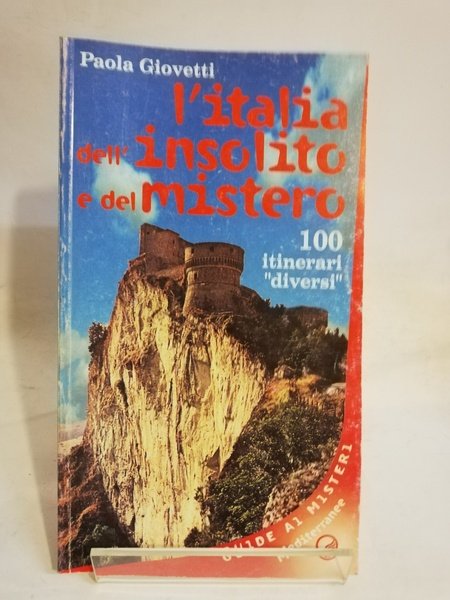 Paola Giovetti
l'italia
dell'insolito
e del mistero
100
itinerari
"diversi"
GUIDE AI MISTERI
Mediterranee